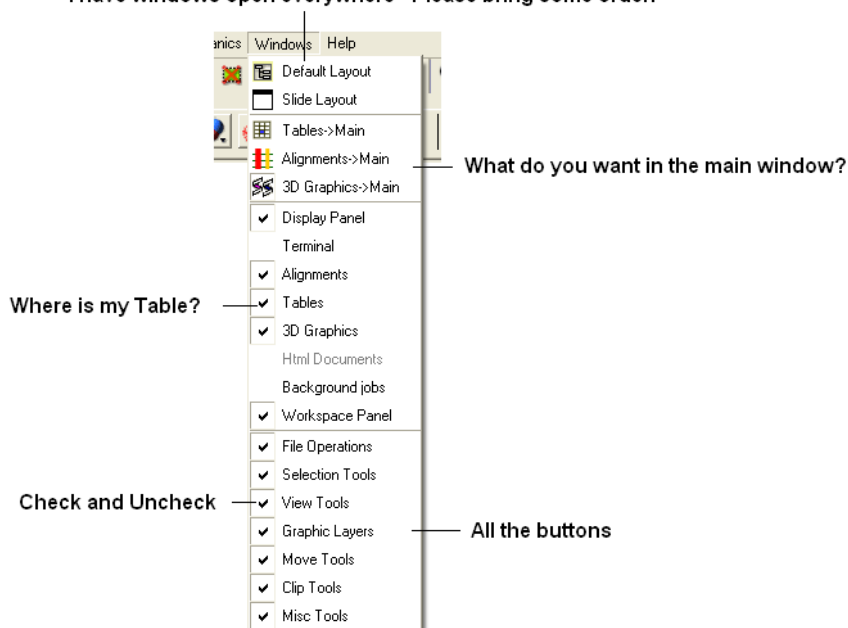 I have windows open everywhere - Please bring some order!
anics Windows Help
Default Layout
Slide Layout
Tables->Main
Alignments->Main
What do you want in the main window?
3D Graphics->Main
Display Panel
Terminal
Alignments
Where is my Table?
Tables
3D Graphics
Html Documents
Background jobs
Workspace Panel
File Operations
Selection Tools
Check and Uncheck
View Tools
Graphic Layers
All the buttons
Move Tools
Clip Tools
Misc Tools